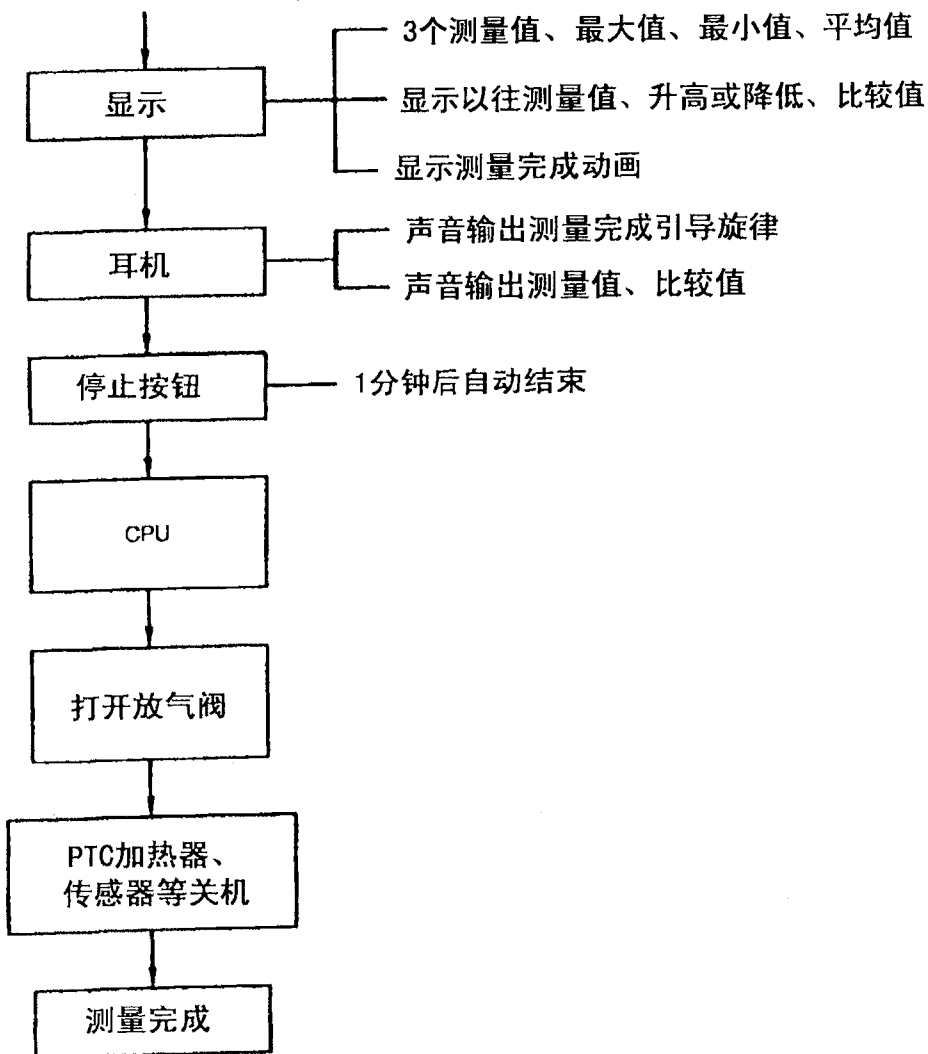 3个测量值、最大值、最小值、平均值
显示
显示以往测量值、升高或降低、比较值
显示测量完成动画
耳机
声音输出测量完成引导旋律
声音输出测量值、比较值
停止按钮
1分钟后自动结束
CPU
打开放气阀
PTC加热器、
传感器等关机
测量完成